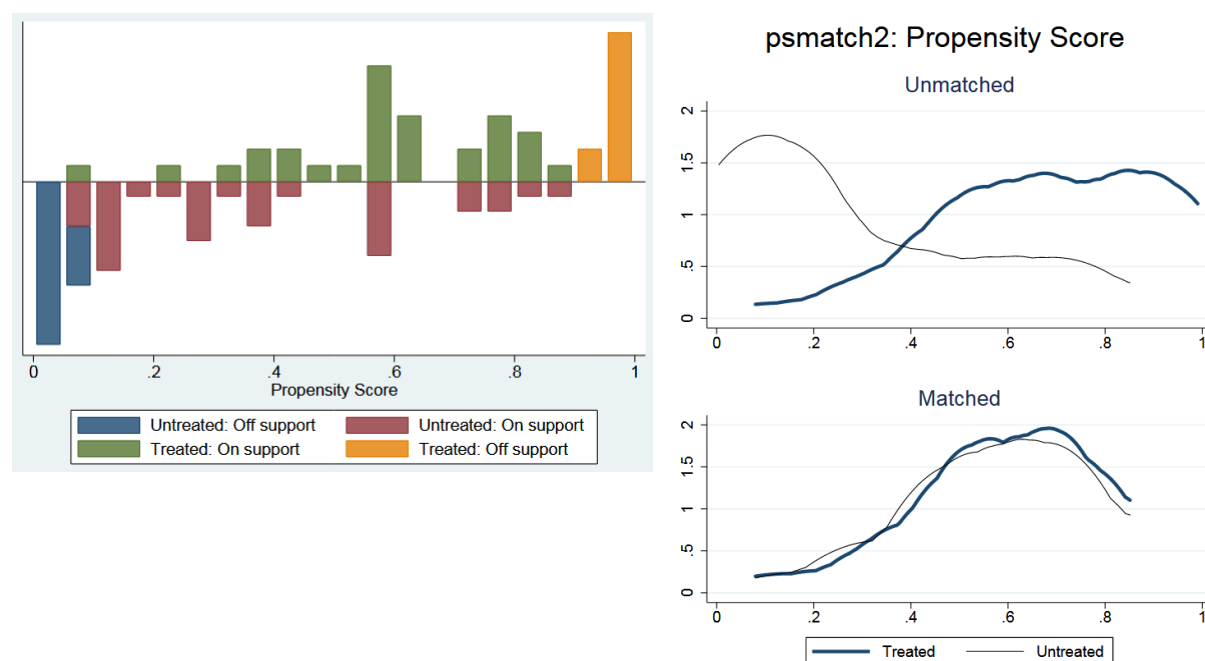 0 .2 .4 .6 .8 1
Propensity Score
Untreated: Off support Untreated: On support
Treated: On support Treated: Off support
psmatch2: Propensity Score
Unmatched
2
1.5
1
.5
0
0 .2 .4 .6 .8 1
Matched
2
1.5
1
.5
0
0 .2 .4 .6 .8 1
Treated Untreated